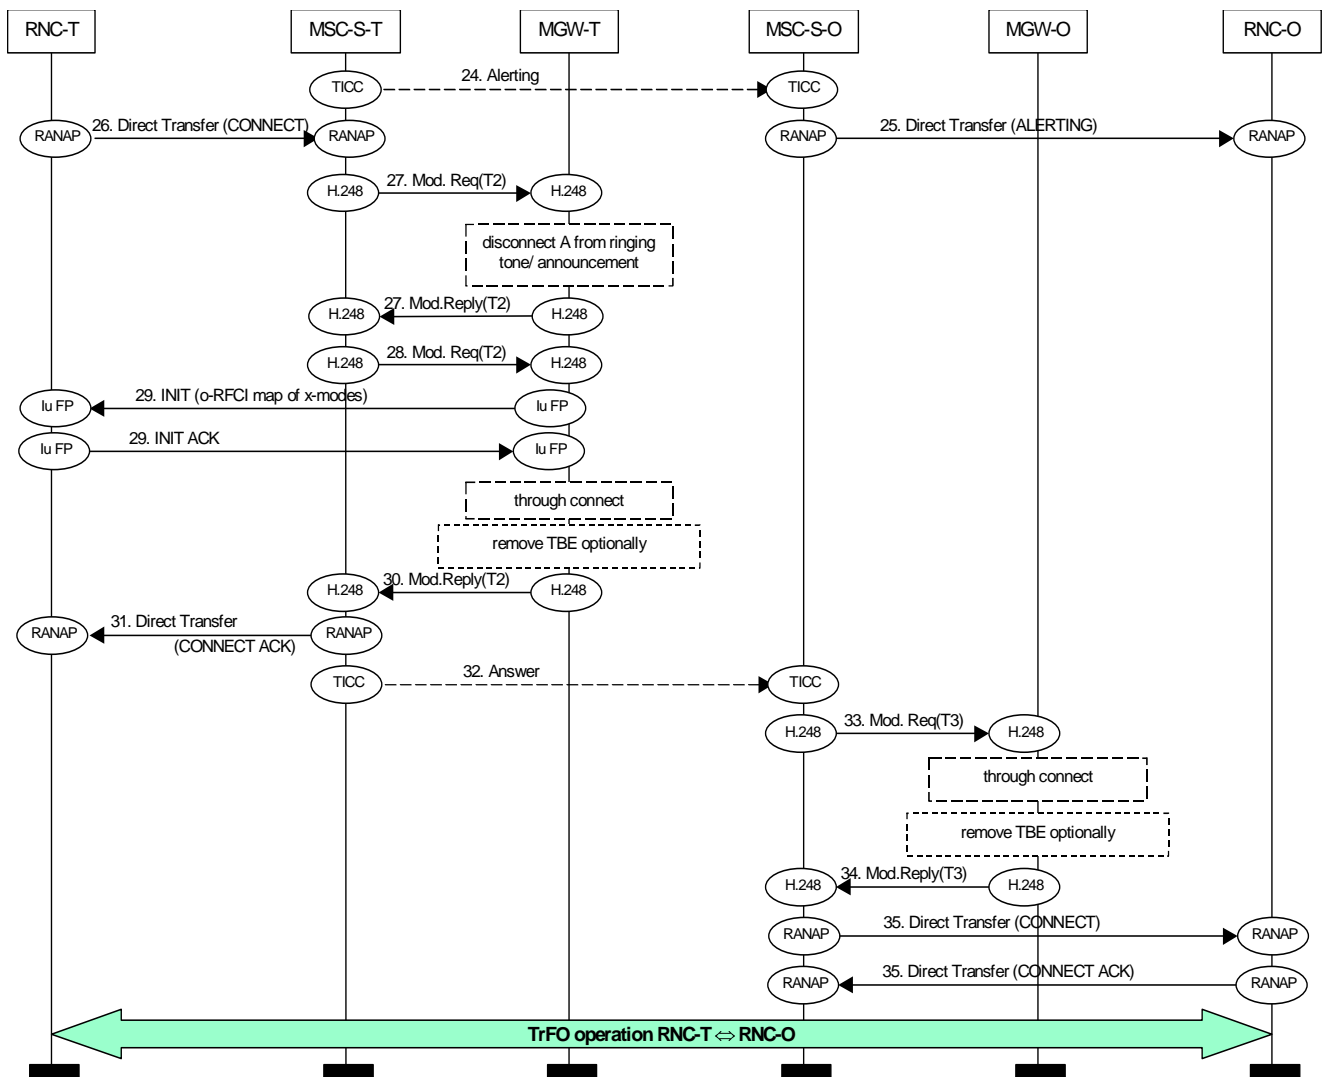 RNC-T MSC-S-T MGW-T MSC-S-O MGW-O RNC-O
24. Alerting
TICC TICC
26. Direct Transfer (CONNECT) 25. Direct Transfer (ALERTING)
RANAP RANAP RANAP RANAP
27. Mod. Req(T2)
H.248 H.248
disconnect A from ringing
tone/ announcement
27. Mod.Reply(T2)
H.248 H.248
28. Mod. Req(T2)
H.248 H.248
29. INIT (o-RFCI map of x-modes)
Iu FP Iu FP
29. INIT ACK
Iu FP Iu FP
through connect
remove TBE optionally
30. Mod.Reply(T2)
H.248 H.248
31. Direct Transfer
(CONNECT ACK)
RANAP RANAP
32. Answer
TICC TICC
33. Mod. Req(T3)
H.248 H.248
through connect
remove TBE optionally
34. Mod.Reply(T3)
H.248 H.248
35. Direct Transfer (CONNECT)
RANAP RANAP
35. Direct Transfer (CONNECT ACK)
RANAP RANAP
TrFO operation RNC-T ⇔ RNC-O